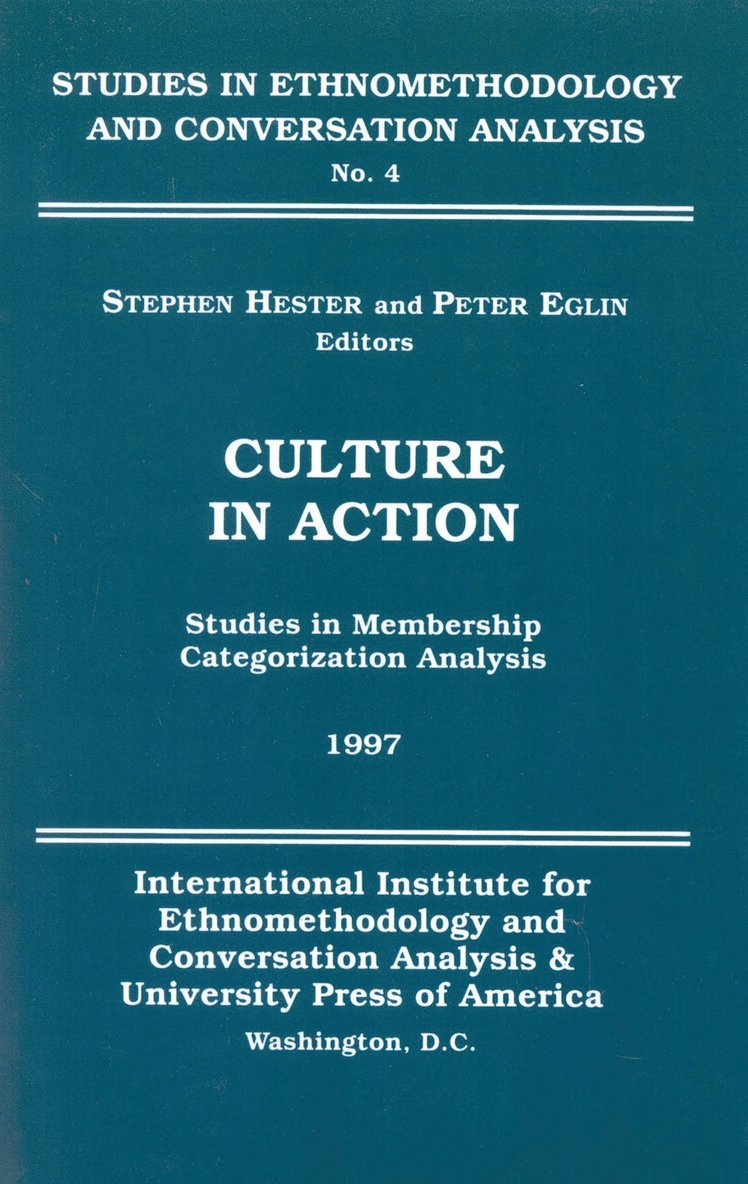 STUDIES IN ETHNOMETHODOLOGY
AND CONVERSATION ANALYSIS
No. 4
STEPHEN HESTER and PETER EGLIN
Editors
CULTURE
IN ACTION
Studies in Membership
Categorization Analysis
1997
International Institute for
Ethnomethodology and
Conversation Analysis &
University Press of America
Washington, D.C.